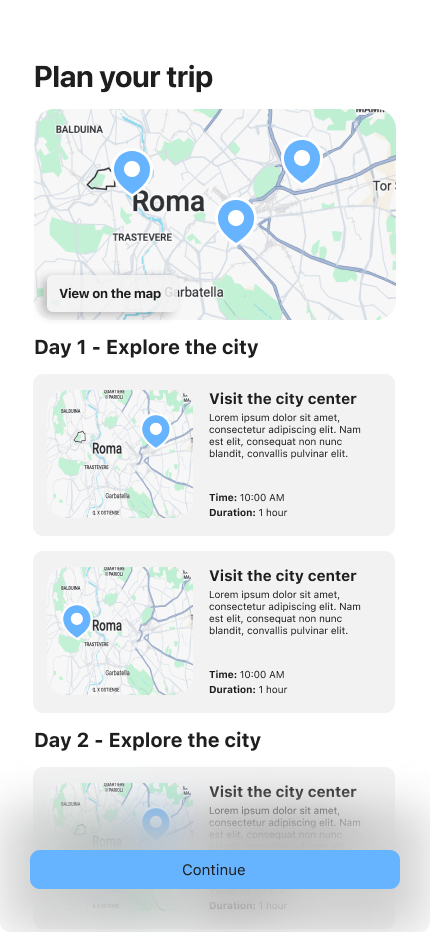 Plan your trip
BALDUINA
Roma
TRASTEVERE
Tor
View on the map
Garbatella
Day 1 - Explore the city
QUARTIERE
II PARIOLI
BALDUINA
Roma
TRASTEVERE
Garbatella
Q. X OSTIENSE
Visit the city center
Lorem ipsum dolor sit amet,
consectetur adipiscing elit. Nam
est elit, consequat non nunc
blandit, convallis pulvinar elit.
Time: 10:00 AM
Duration: 1 hour
QUARTIERE
II PARIOLI
BALDUINA
Roma
TRASTEVERE
Garbatella
Q. X OSTIENSE
Visit the city center
Lorem ipsum dolor sit amet,
consectetur adipiscing elit. Nam
est elit, consequat non nunc
blandit, convallis pulvinar elit.
Time: 10:00 AM
Duration: 1 hour
Day 2 - Explore the city
II PARIOLI
BALDUINA
Roma
Visit the city center
Lorem ipsum dolor sit amet,
consectetur adipiscing elit. Nam
est elit, consequat non nunc
Continue
Duration: 1 hour